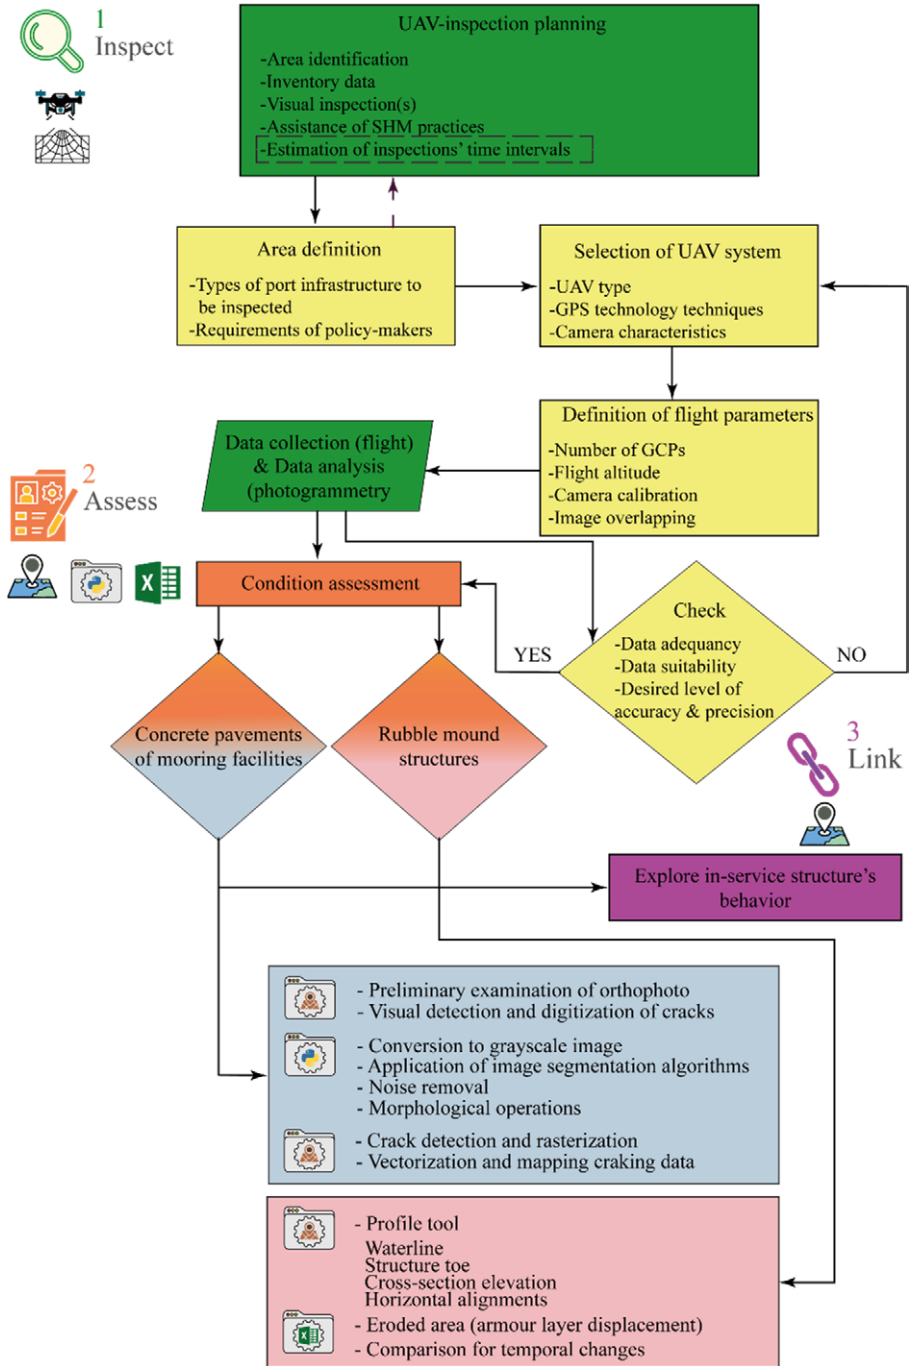 1
Inspect
UAV-inspection planning
-Area identification
-Inventory data
-Visual inspection(s)
-Assistance of SHM practices
-Estimation of inspections' time intervals
Area definition
-Types of port infrastructure to
be inspected
-Requirements of policy-makers
Selection of UAV system
-UAV type
-GPS technology techniques
-Camera characteristics
Definition of flight parameters
-Number of GCPs
-Flight altitude
-Camera calibration
-Image overlapping
Data collection (flight)
& Data analysis
(photogrammetry
2
Assess
Condition assessment
Check
-Data adequancy
-Data suitability
-Desired level of
accuracy & precision
YES
NO
Concrete pavements
of mooring facilities
Rubble mound
structures
3
Link
Explore in-service structure's
behavior
- Preliminary examination of orthophoto
- Visual detection and digitization of cracks
- Conversion to grayscale image
- Application of image segmentation algorithms
- Noise removal
- Morphological operations
- Crack detection and rasterization
- Vectorization and mapping craking data
- Profile tool
Waterline
Structure toe
Cross-section elevation
Horizontal alignments
- Eroded area (armour layer displacement)
- Comparison for temporal changes